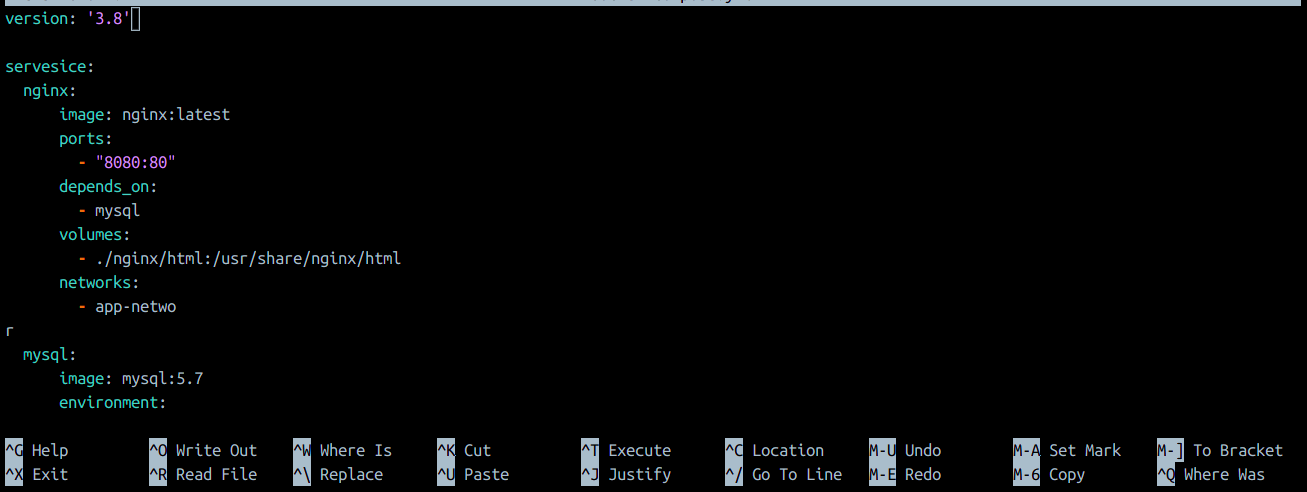 version: '3.8'
servesice:
  nginx:
      image: nginx:latest
      ports:
        - "8080:80"
      depends_on:
        - mysql
      volumes:
        - ./nginx/html:/usr/share/nginx/html
      networks:
        - app-netwo
r
  mysql:
      image: mysql:5.7
      environment:
^G Help ^O Write Out ^W Where Is ^K Cut ^T Execute ^C Location M-U Undo M-A Set Mark M-] To Bracket
^X Exit ^R Read File ^\ Replace ^U Paste ^J Justify ^/ Go To Line M-E Redo M-6 Copy ^Q Where Was